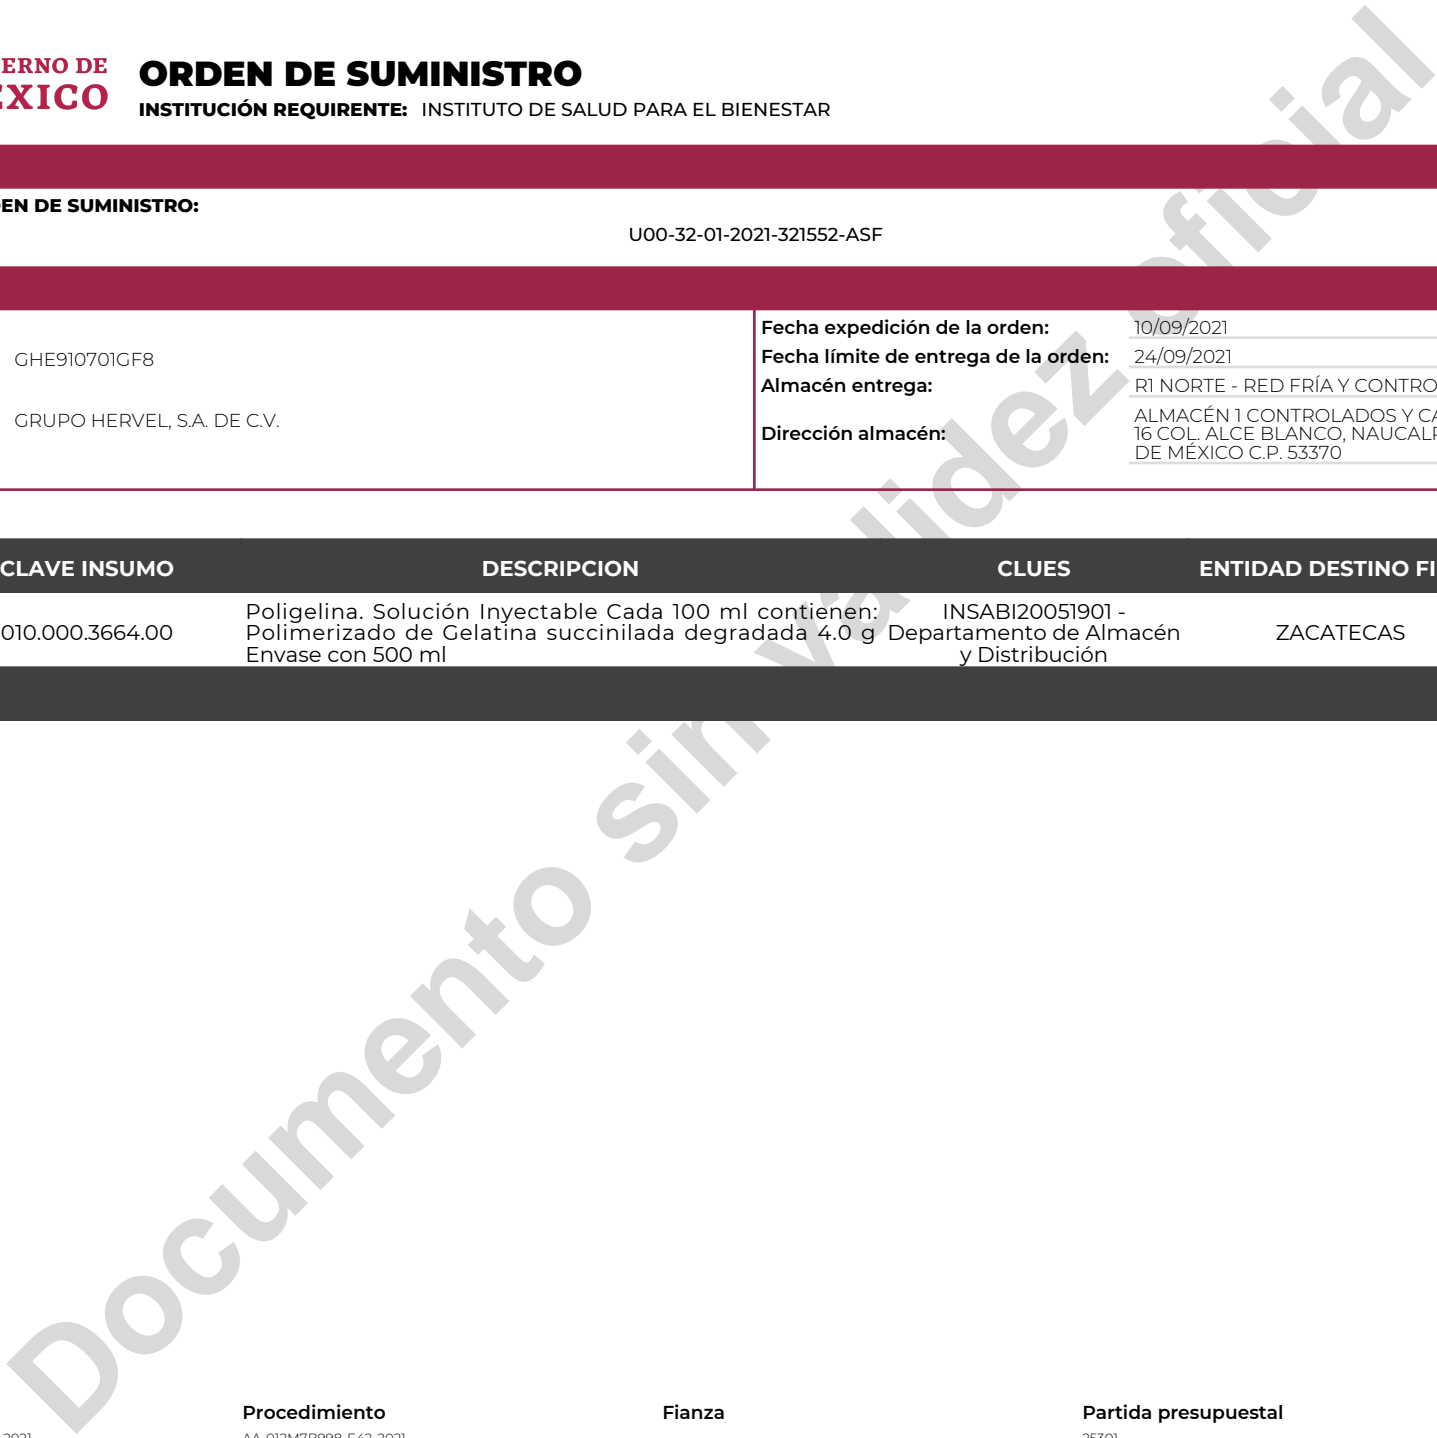 ERNO DE
ÉXICO
ORDEN DE SUMINISTRO
INSTITUCIÓN REQUIRENTE: INSTITUTO DE SALUD PARA EL BIENESTAR
EN DE SUMINISTRO:
U00-32-01-2021-321552-ASF
GHE910701GF8
GRUPO HERVEL, S.A. DE C.V.
Fecha expedición de la orden: 10/09/2021
Fecha límite de entrega de la orden: 24/09/2021
Almacén entrega: R1 NORTE - RED FRÍA Y CONTRO
Dirección almacén:
ALMACÉN 1 CONTROLADOS Y CA
16 COL. ALCE BLANCO, NAUCALP
DE MÉXICO C.P. 53370
CLAVE INSUMO DESCRIPCION CLUES ENTIDAD DESTINO FI
010.000.3664.00
Poligelina. Solución Inyectable Cada 100 ml contienen:
Polimerizado de Gelatina succinilada degradada 4.0 g
Envase con 500 ml
INSABI20051901 -
Departamento de Almacén
y Distribución
ZACATECAS
Documento sin validez oficial
Procedimiento Fianza Partida presupuestal